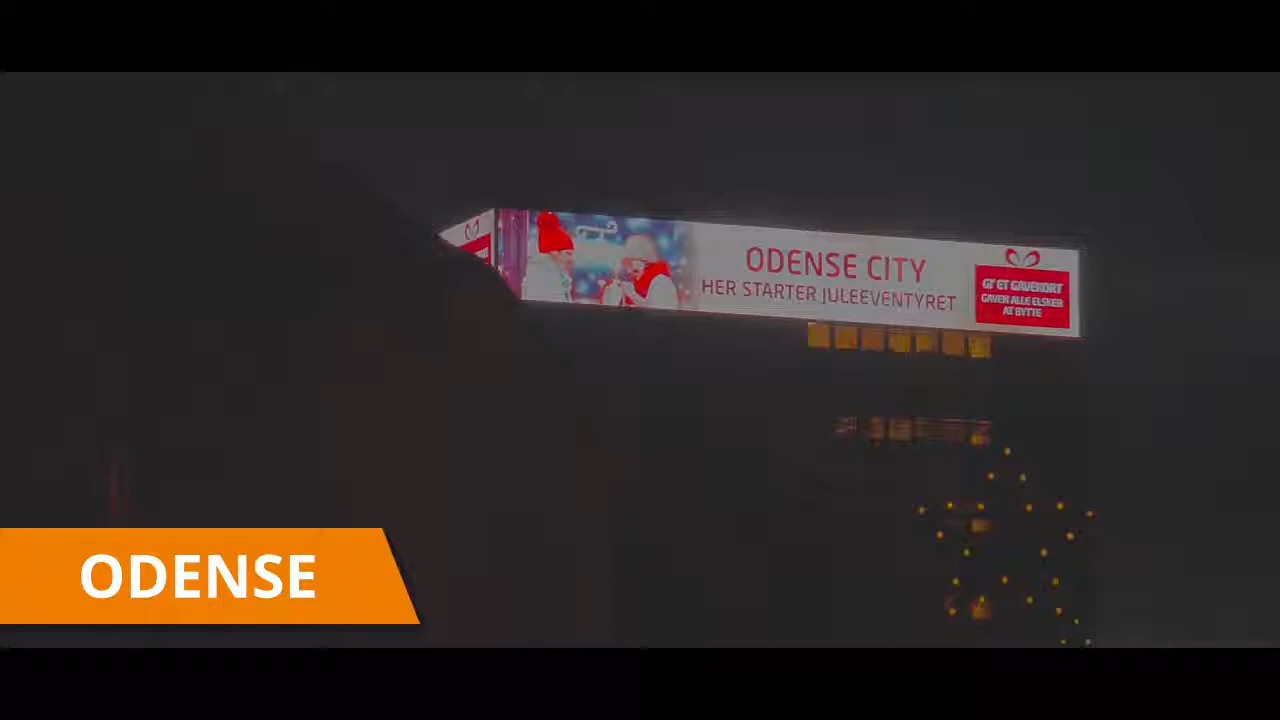 ODENSE CITY
HER STARTER JULEEVENTYRET
GI' ET GAVEKORT
GAVEN ALLE ELSKER
AT BYTTE
ODENSE